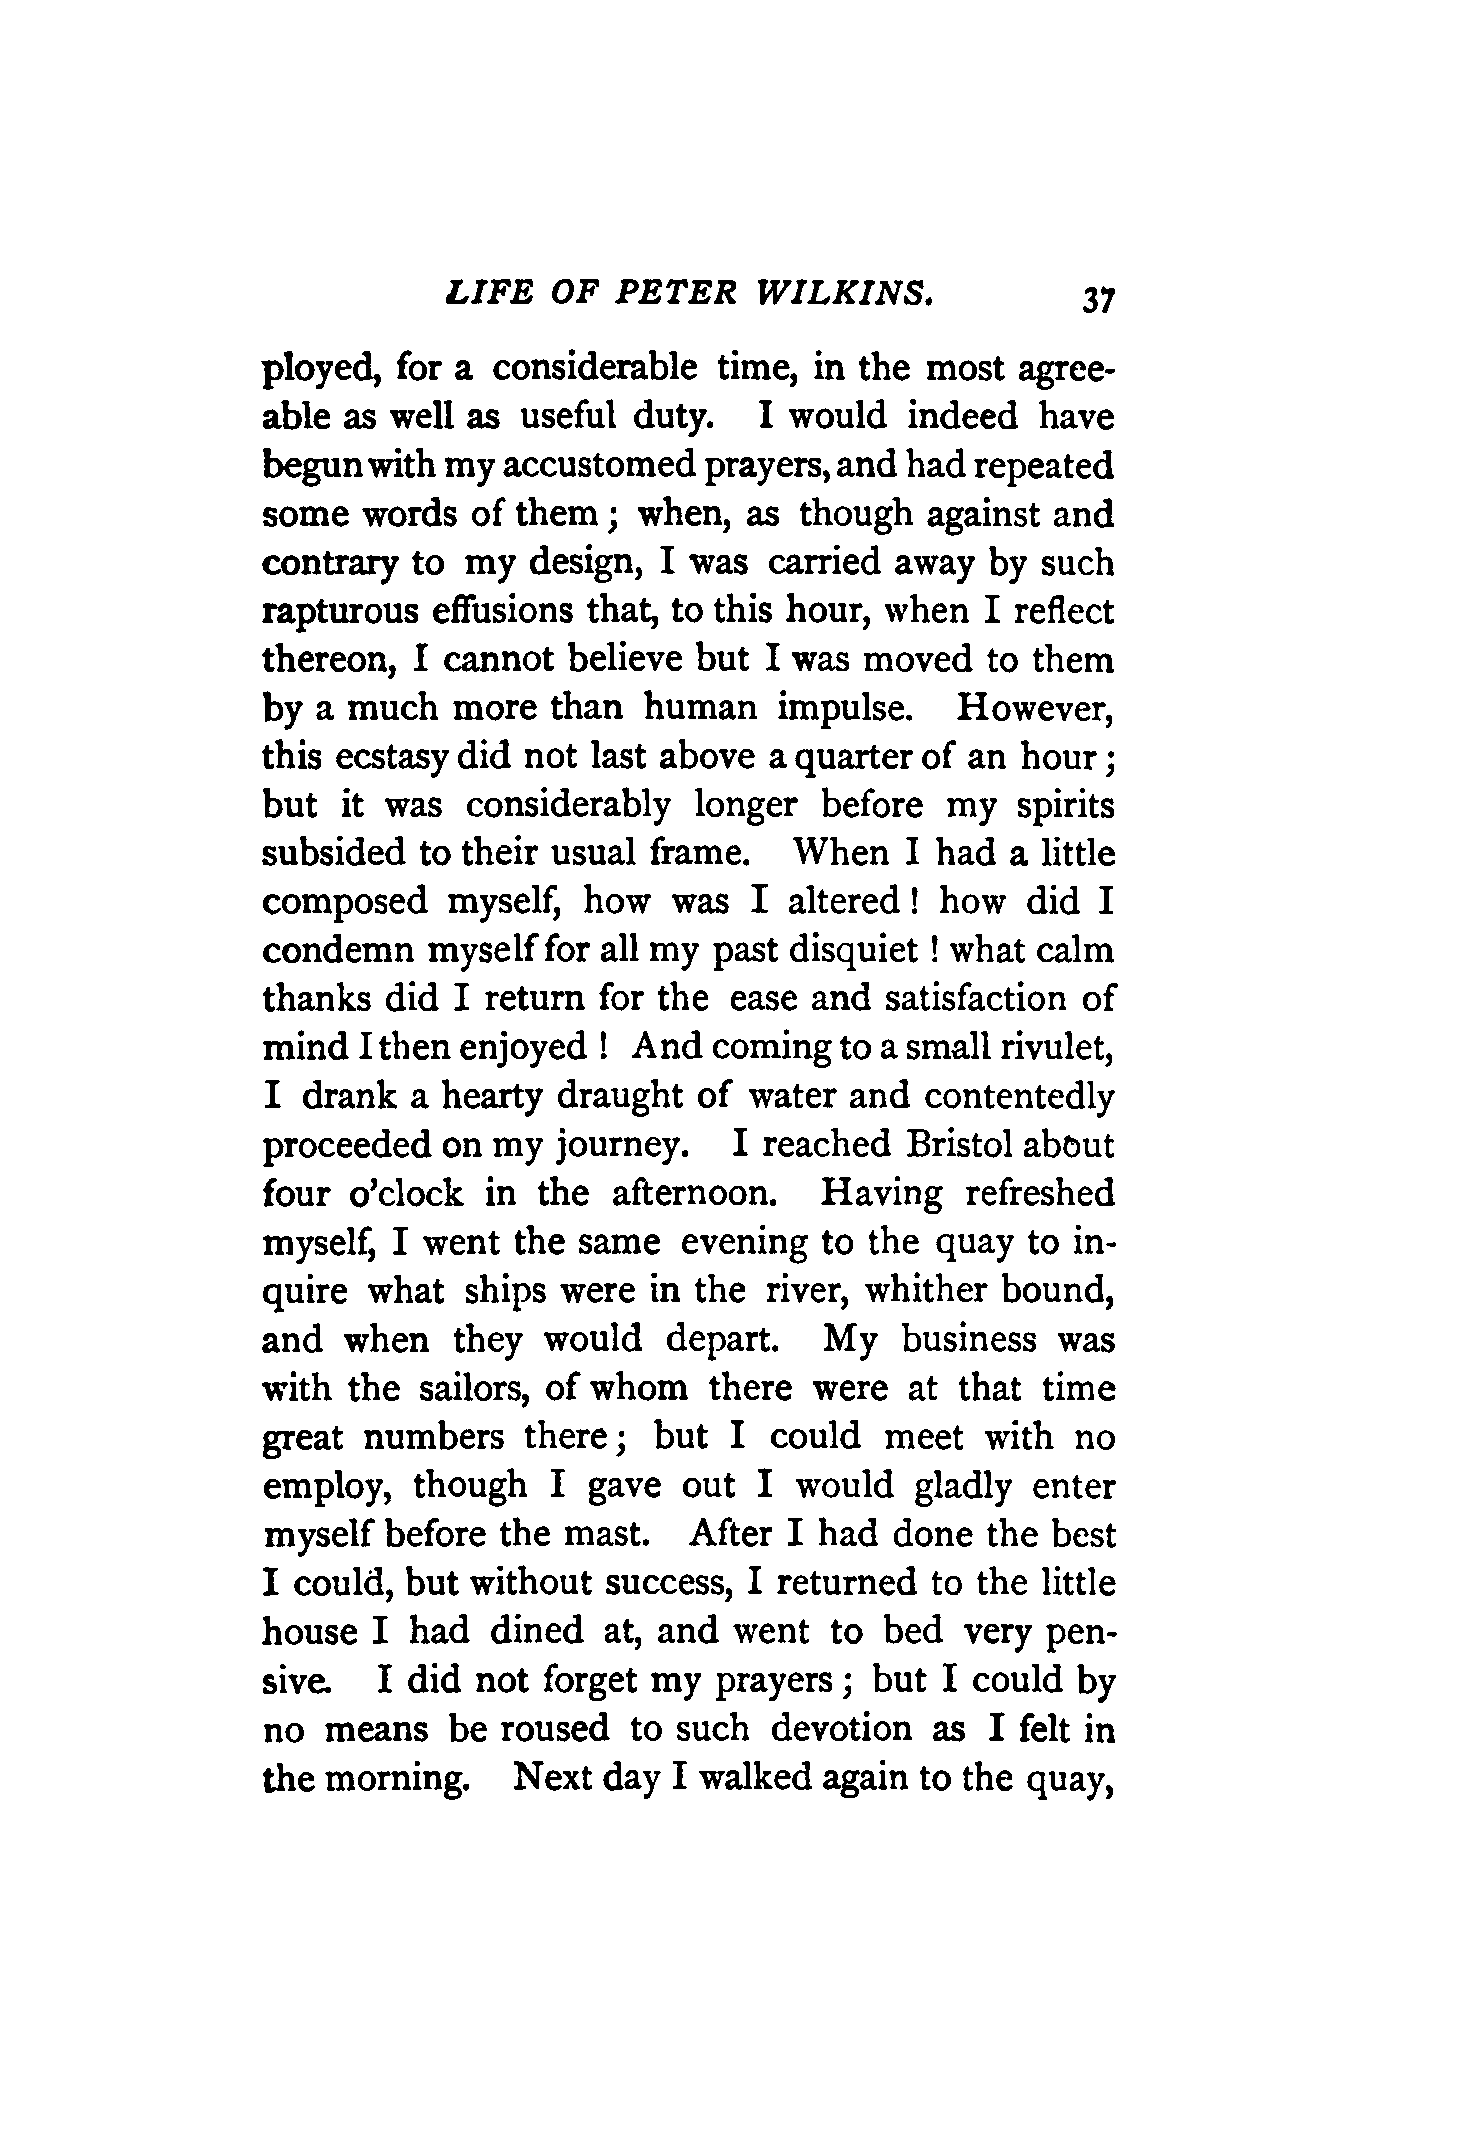 LIFE OF PETER WILKINS. 37
ployed, for a considerable time, in the most agree-
able as well as useful duty. I would indeed have
begun with my accustomed prayers, and had repeated
some words of them ; when, as though against and
contrary to my design, I was carried away by such
rapturous effusions that, to this hour, when I reflect
thereon, I cannot believe but I was moved to them
by a much more than human impulse. However,
this ecstasy did not last above a quarter of an hour ;
but it was considerably longer before my spirits
subsided to their usual frame. When I had a little
composed myself, how was I altered ! how did I
condemn myself for all my past disquiet ! what calm
thanks did I return for the ease and satisfaction of
mind I then enjoyed ! And coming to a small rivulet,
I drank a hearty draught of water and contentedly
proceeded on my journey. I reached Bristol about
four o'clock in the afternoon. Having refreshed
myself, I went the same evening to the quay to in-
quire what ships were in the river, whither bound,
and when they would depart. My business was
with the sailors, of whom there were at that time
great numbers there ; but I could meet with no
employ, though I gave out I would gladly enter
myself before the mast. After I had done the best
I could, but without success, I returned to the little
house I had dined at, and went to bed very pen-
sive. I did not forget my prayers ; but I could by
no means be roused to such devotion as I felt in
the morning. Next day I walked again to the quay,